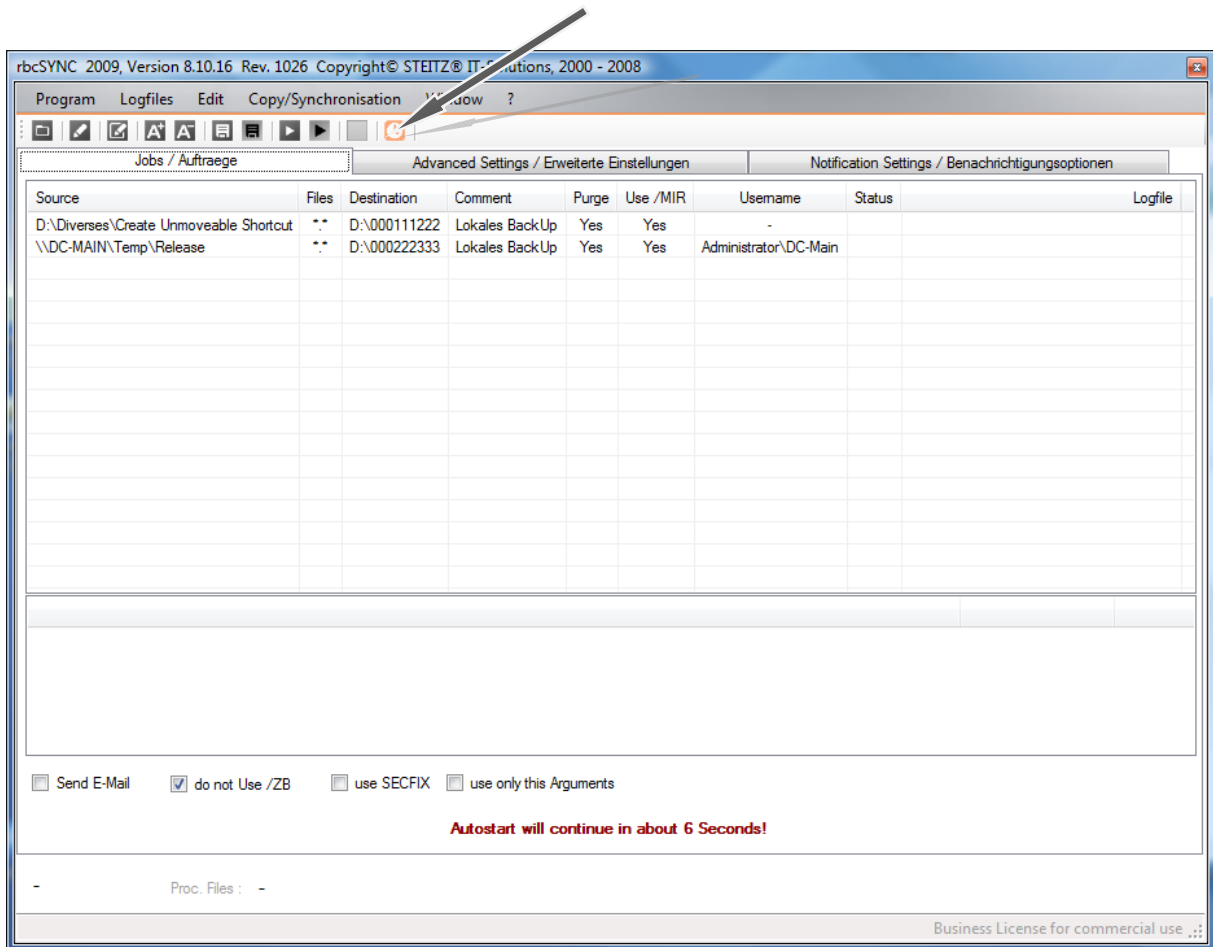 rbcSYNC 2009, Version 8.10.16 Rev. 1026 Copyright© STEITZ® IT-Solutions, 2000 - 2008
Program Logfiles Edit Copy/Synchronisation Window ?
Jobs / Auftraege Advanced Settings / Erweiterte Einstellungen Notification Settings / Benachrichtigungsoptionen
Source Files Destination Comment Purge Use /MIR Username Status Logfile
D:\Diverses\Create Unmoveable Shortcut *.* D:\000111222 Lokales BackUp Yes Yes -
\\DC-MAIN\Temp\Release *.* D:\000222333 Lokales BackUp Yes Yes Administrator\DC-Main
Send E-Mail do not Use /ZB use SECFIX use only this Arguments
Autostart will continue in about 6 Seconds!
- Proc. Files : -
Business License for commercial use